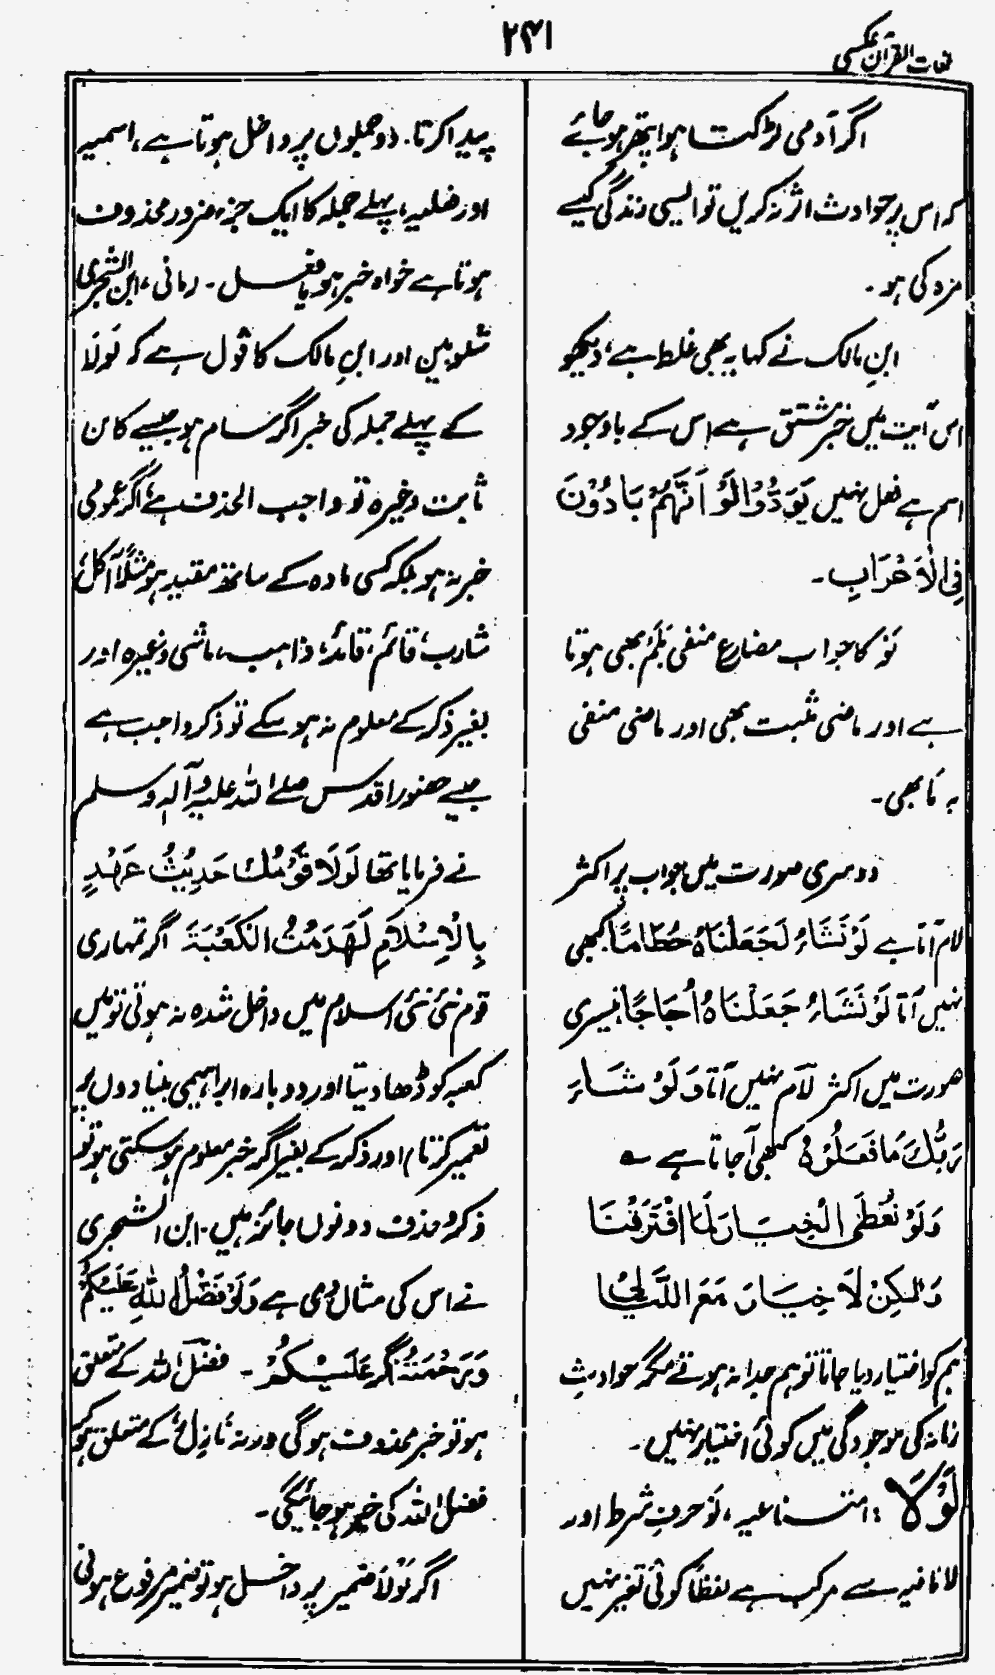 ۲۴۱
لغات القرآن عکسی
اگر آدمی لڑکتا ہوا پتھر ہو جائے
کہ اس پر حوادث اثر نہ کریں تو ایسی زندگی کیسے
مزہ کی ہو۔
ابنِ مالک نے کہا یہ بھی غلط ہے، دیکھو
اس آیت میں خبر مشتق ہے اس کے باوجود
اسم ہے فعل نہیں يَوَدُّوْا لَوْ اَنَّهُمْ بَادُوْنَ
فِی الْاَعْرَابِ۔
لَوْ کا جواب مضارع منفی بَلَمْ بھی ہوتا
ہے اور ماضی مثبت بھی اور ماضی منفی
بہ مَا بھی۔
دوسری صورت میں جواب پر اکثر
لام آتا ہے لَوْ نَشَاءُ لَجَعَلْنَاهُ حُطَامًا کبھی
نہیں آتا لَوْ نَشَاءُ جَعَلْنَاهُ اُجَاجًا تیسری
صورت میں اکثر لآم نہیں آتا وَلَوْ شَاءَ
رَبُّكَ مَا فَعَلُوْهُ کبھی آجاتا ہے ؎
وَلَوْ نُعْطَى الْخِيَارَ لَمَا افْتَرَقْنَا
وَلٰكِنْ لَا خِيَارَ مَعَ اللَّيَالِيْ
ہم کو اختیار دیا جاتا تو ہم جدا نہ ہوتے مگر حوادثِ
زمانہ کی موجودگی میں کوئی اختیار نہیں۔
لَوْلَا : امتناعیہ، لَوْ حرفِ شرط اور
لا نافیہ سے مرکب ہے لفظًا کوئی تغیر نہیں
پیدا کرتا۔ دو جملوں پر داخل ہوتا ہے، اسمیہ
اور فعلیہ، پہلے جملہ کا ایک جزء ضرور محذوف
ہوتا ہے خواہ خبر ہو یا فعل۔ رمانی، ابن الشجری
شلوبین اور ابنِ مالک کا قول ہے کہ لَوْلَا
کے پہلے جملہ کی خبر اگر عام ہو جیسے کائن
ثابت وغیرہ تو واجب الحذف ہے، اگر عمومی
خبر نہ ہو بلکہ کسی مادہ کے ساتھ مقید ہو مثلًا آکل،
شارب، قائم، قائد، ذاہب، ماشی وغیرہ اور
بغیر ذکر کے معلوم نہ ہو سکے تو ذکر واجب ہے
جیسے حضور اقدس صلے اللہ علیہ وآلہٖ وسلم
نے فرمایا تھا لَوْلَا قَوْمُكِ حَدِيْثُ عَهْدٍ
بِالْاِسْلَامِ لَهَدَمْتُ الْكَعْبَةَ اگر تمہاری
قوم نئی نئی اسلام میں داخل شدہ نہ ہوتی تو میں
کعبہ کو ڈھا دیتا اور دوبارہ ابراہیمی بنیادوں پر
تعمیر کرتا) اور ذکر کے بغیر اگر خبر معلوم ہو سکتی ہو تو
ذکر و حذف دونوں جائز ہیں۔ ابن الشجری
نے اس کی مثال دی ہے وَلَوْ فَضْلُ اللّٰهِ عَلَيْكُمْ
وَرَحْمَتُهٗ عَلَيْكُمْ۔ فضل اللہ کے متعلق
ہو تو خبر محذوف ہوگی ورنہ نازل کے متعلق ہو کر
فضل اللہ کی خبر ہو جائیگی۔
اگر لَوْلَا ضمیر پر داخل ہو تو ضمیر مرفوع ہونی